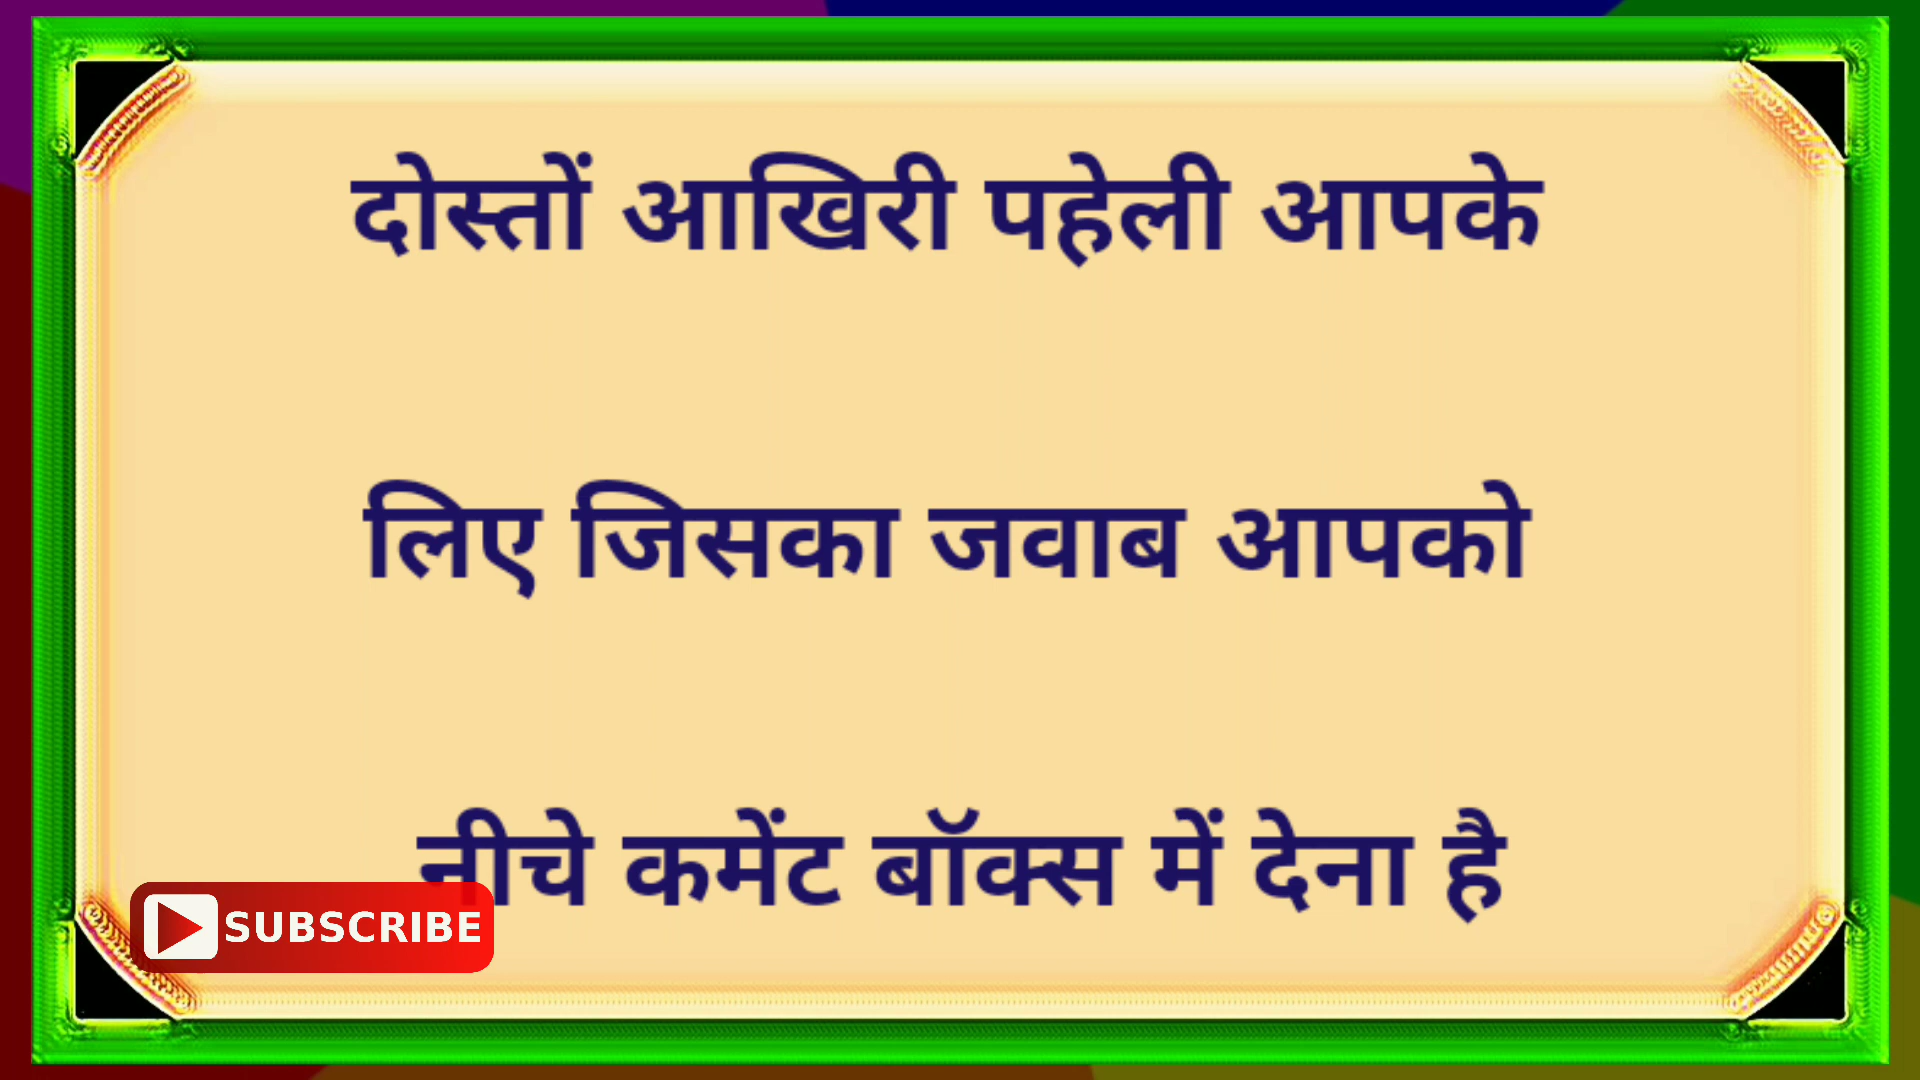 दोस्तों आखिरी पहेली आपके
लिए जिसका जवाब आपको
नीचे कमेंट बॉक्स में देना है
SUBSCRIBE